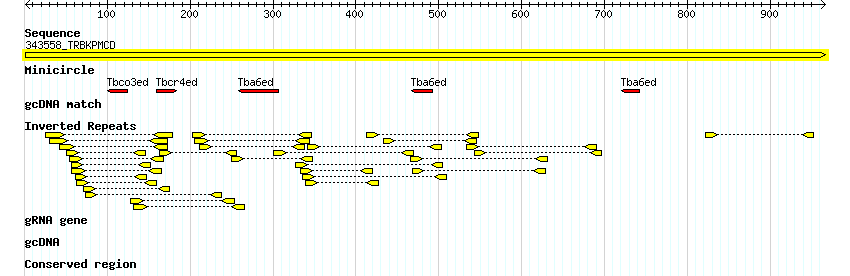 100 200 300 400 500 600 700 800 900
Sequence
343558_TRBKPMCD
Minicircle
Tbco3ed Tbcr4ed Tba6ed Tba6ed Tba6ed
gcDNA match
Inverted Repeats
gRNA gene
gcDNA
Conserved region